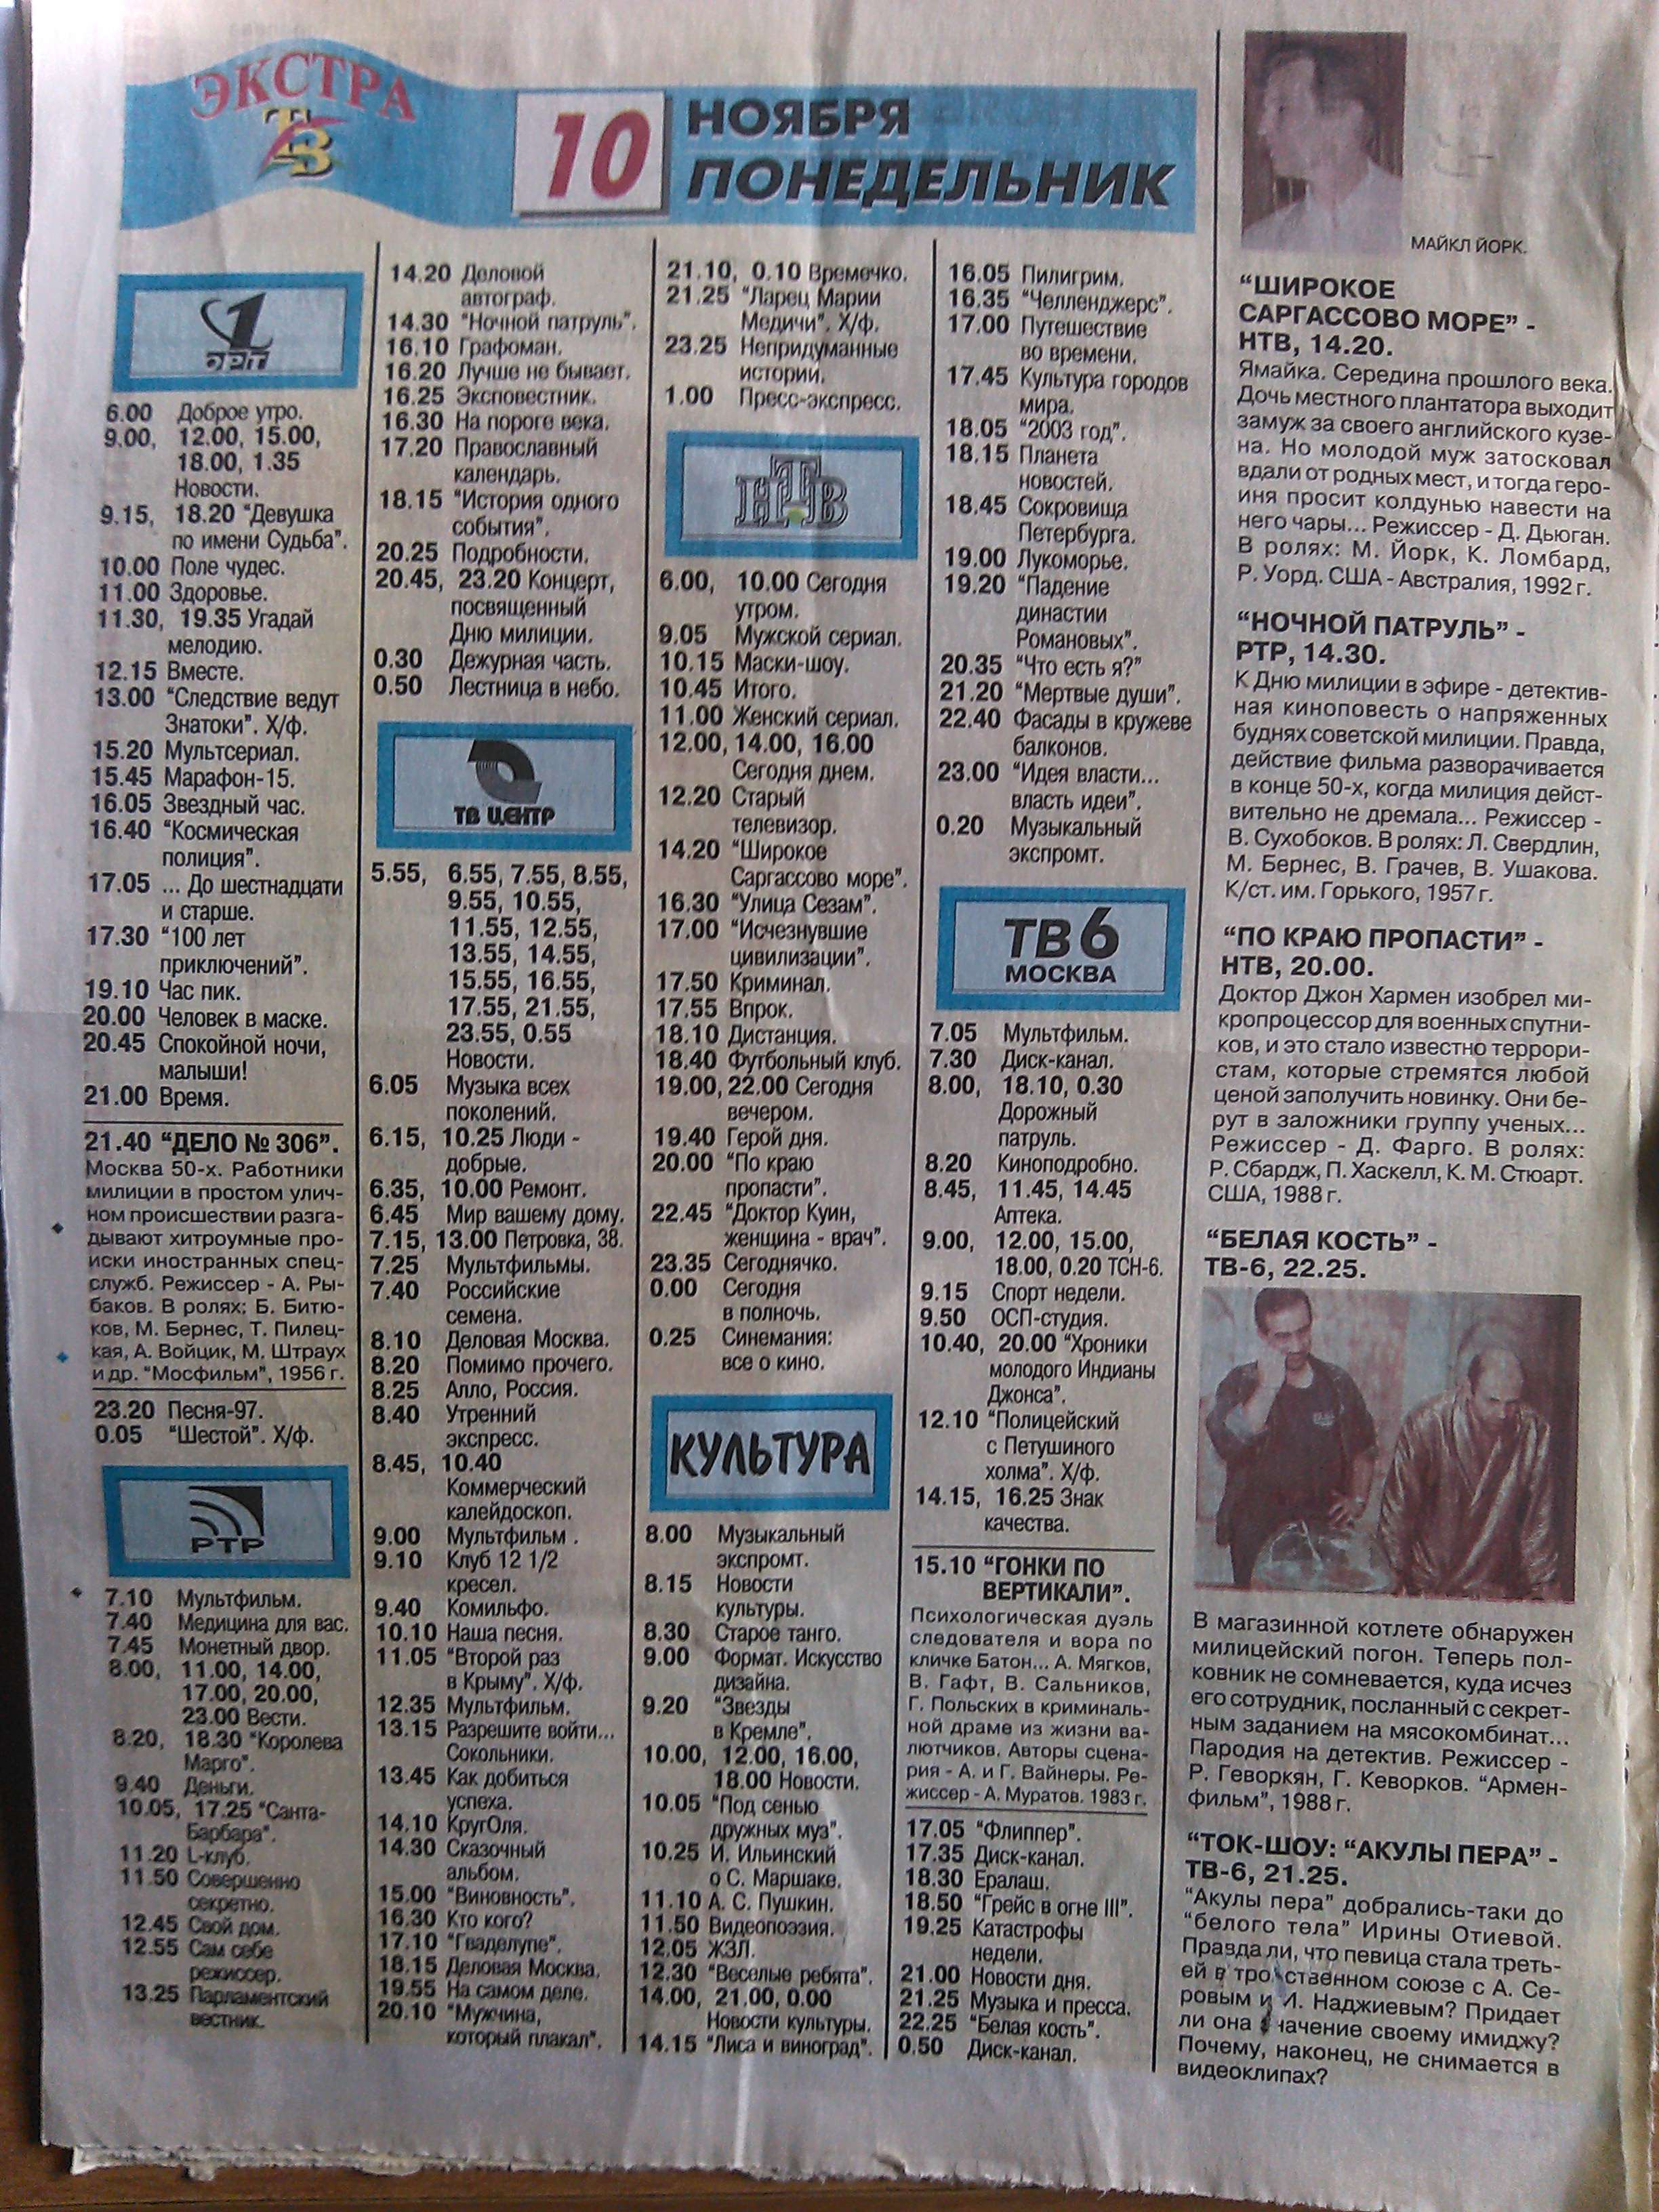 ЭКСТРА
ТВ
10
НОЯБРЯ
ПОНЕДЕЛЬНИК
1
ОРТ
6.00 Доброе утро.
9.00, 12.00, 15.00,
18.00, 1.35
Новости.
9.15, 18.20 "Девушка
по имени Судьба".
10.00 Поле чудес.
11.00 Здоровье.
11.30, 19.35 Угадай
мелодию.
12.15 Вместе.
13.00 "Следствие ведут
Знатоки". Х/ф.
15.20 Мультсериал.
15.45 Марафон-15.
16.05 Звездный час.
16.40 "Космическая
полиция".
17.05 ... До шестнадцати
и старше.
17.30 "100 лет
приключений".
19.10 Час пик.
20.00 Человек в маске.
20.45 Спокойной ночи,
малыши!
21.00 Время.
21.40 "ДЕЛО № 306".
Москва 50-х. Работники
милиции в простом улич-
ном происшествии разга-
дывают хитроумные про-
иски иностранных спец-
служб. Режиссер - А. Ры-
баков. В ролях: Б. Битю-
ков, М. Бернес, Т. Пилец-
кая, А. Войцик, М. Штраух
и др. "Мосфильм", 1956 г.
23.20 Песня-97.
0.05 "Шестой". Х/ф.
РТР
7.10 Мультфильм.
7.40 Медицина для вас.
7.45 Монетный двор.
8.00, 11.00, 14.00,
17.00, 20.00,
23.00 Вести.
8.20, 18.30 "Королева
Марго".
9.40 Деньги.
10.05, 17.25 "Санта-
Барбара".
11.20 L-клуб.
11.50 Совершенно
секретно.
12.45 Свой дом.
12.55 Сам себе
режиссер.
13.25 Парламентский
вестник.
14.20 Деловой
автограф.
14.30 "Ночной патруль".
16.10 Графоман.
16.20 Лучше не бывает.
16.25 Эксповестник.
16.30 На пороге века.
17.20 Православный
календарь.
18.15 "История одного
события".
20.25 Подробности.
20.45, 23.20 Концерт,
посвященный
Дню милиции.
0.30 Дежурная часть.
0.50 Лестница в небо.
ТВ ЦЕНТР
5.55, 6.55, 7.55, 8.55,
9.55, 10.55,
11.55, 12.55,
13.55, 14.55,
15.55, 16.55,
17.55, 21.55,
23.55, 0.55
Новости.
6.05 Музыка всех
поколений.
6.15, 10.25 Люди -
добрые.
6.35, 10.00 Ремонт.
6.45 Мир вашему дому.
7.15, 13.00 Петровка, 38.
7.25 Мультфильмы.
7.40 Российские
семена.
8.10 Деловая Москва.
8.20 Помимо прочего.
8.25 Алло, Россия.
8.40 Утренний
экспресс.
8.45, 10.40
Коммерческий
калейдоскоп.
9.00 Мультфильм .
9.10 Клуб 12 1/2
кресел.
9.40 Комильфо.
10.10 Наша песня.
11.05 "Второй раз
в Крыму". Х/ф.
12.35 Мультфильм.
13.15 Разрешите войти...
Сокольники.
13.45 Как добиться
успеха.
14.10 КругОля.
14.30 Сказочный
альбом.
15.00 "Виновность".
16.30 Кто кого?
17.10 "Гваделупе".
18.15 Деловая Москва.
19.55 На самом деле.
20.10 "Мужчина,
который плакал".
21.10, 0.10 Времечко.
21.25 "Ларец Марии
Медичи". Х/ф.
23.25 Непридуманные
истории.
1.00 Пресс-экспресс.
НТВ
6.00, 10.00 Сегодня
утром.
9.05 Мужской сериал.
10.15 Маски-шоу.
10.45 Итого.
11.00 Женский сериал.
12.00, 14.00, 16.00
Сегодня днем.
12.20 Старый
телевизор.
14.20 "Широкое
Саргассово море".
16.30 "Улица Сезам".
17.00 "Исчезнувшие
цивилизации".
17.50 Криминал.
17.55 Впрок.
18.10 Дистанция.
18.40 Футбольный клуб.
19.00, 22.00 Сегодня
вечером.
19.40 Герой дня.
20.00 "По краю
пропасти".
22.45 "Доктор Куин,
женщина - врач".
23.35 Сегоднячко.
0.00 Сегодня
в полночь.
0.25 Синемания:
все о кино.
КУЛЬТУРА
8.00 Музыкальный
экспромт.
8.15 Новости
культуры.
8.30 Старое танго.
9.00 Формат. Искусство
дизайна.
9.20 "Звезды
в Кремле".
10.00, 12.00, 16.00,
18.00 Новости.
10.05 "Под сенью
дружных муз".
10.25 И. Ильинский
о С. Маршаке.
11.10 А. С. Пушкин.
11.50 Видеопоэзия.
12.05 ЖЗЛ.
12.30 "Веселые ребята".
14.00, 21.00, 0.00
Новости культуры.
14.15 "Лиса и виноград".
16.05 Пилигрим.
16.35 "Челленджерс".
17.00 Путешествие
во времени.
17.45 Культура городов
мира.
18.05 "2003 год".
18.15 Планета
новостей.
18.45 Сокровища
Петербурга.
19.00 Лукоморье.
19.20 "Падение
династии
Романовых".
20.35 "Что есть я?"
21.20 "Мертвые души".
22.40 Фасады в кружеве
балконов.
23.00 "Идея власти...
власть идеи".
0.20 Музыкальный
экспромт.
ТВ6
МОСКВА
7.05 Мультфильм.
7.30 Диск-канал.
8.00, 18.10, 0.30
Дорожный
патруль.
8.20 Киноподробно.
8.45, 11.45, 14.45
Аптека.
9.00, 12.00, 15.00,
18.00, 0.20 ТСН-6.
9.15 Спорт недели.
9.50 ОСП-студия.
10.40, 20.00 "Хроники
молодого Индианы
Джонса".
12.10 "Полицейский
с Петушиного
холма". Х/ф.
14.15, 16.25 Знак
качества.
15.10 "ГОНКИ ПО
ВЕРТИКАЛИ".
Психологическая дуэль
следователя и вора по
кличке Батон... А. Мягков,
В. Гафт, В. Сальников,
Г. Польских в криминаль-
ной драме из жизни ва-
лютчиков. Авторы сцена-
рия - А. и Г. Вайнеры. Ре-
жиссер - А. Муратов. 1983 г.
17.05 "Флиппер".
17.35 Диск-канал.
18.30 Ералаш.
18.50 "Грейс в огне III".
19.25 Катастрофы
недели.
21.00 Новости дня.
21.25 Музыка и пресса.
22.25 "Белая кость".
0.50 Диск-канал.
МАЙКЛ ЙОРК.
"ШИРОКОЕ
САРГАССОВО МОРЕ" -
НТВ, 14.20.
Ямайка. Середина прошлого века.
Дочь местного плантатора выходит
замуж за своего английского кузе-
на. Но молодой муж затосковал
вдали от родных мест, и тогда геро-
иня просит колдунью навести на
него чары... Режиссер - Д. Дьюган.
В ролях: М. Йорк, К. Ломбард,
Р. Уорд. США - Австралия, 1992 г.
"НОЧНОЙ ПАТРУЛЬ" -
РТР, 14.30.
К Дню милиции в эфире - детектив-
ная киноповесть о напряженных
буднях советской милиции. Правда,
действие фильма разворачивается
в конце 50-х, когда милиция дейст-
вительно не дремала... Режиссер -
В. Сухобоков. В ролях: Л. Свердлин,
М. Бернес, В. Грачев, В. Ушакова.
К/ст. им. Горького, 1957 г.
"ПО КРАЮ ПРОПАСТИ" -
НТВ, 20.00.
Доктор Джон Хармен изобрел ми-
кропроцессор для военных спутни-
ков, и это стало известно террори-
стам, которые стремятся любой
ценой заполучить новинку. Они бе-
рут в заложники группу ученых...
Режиссер - Д. Фарго. В ролях:
Р. Сбардж, П. Хаскелл, К. М. Стюарт.
США, 1988 г.
"БЕЛАЯ КОСТЬ" -
ТВ-6, 22.25.
В магазинной котлете обнаружен
милицейский погон. Теперь пол-
ковник не сомневается, куда исчез
его сотрудник, посланный с секрет-
ным заданием на мясокомбинат...
Пародия на детектив. Режиссер -
Р. Геворкян, Г. Кеворков. "Армен-
фильм", 1988 г.
"ТОК-ШОУ: "АКУЛЫ ПЕРА" -
ТВ-6, 21.25.
"Акулы пера" добрались-таки до
"белого тела" Ирины Отиевой.
Правда ли, что певица стала треть-
ей в тройственном союзе с А. Се-
ровым и И. Наджиевым? Придает
ли она значение своему имиджу?
Почему, наконец, не снимается в
видеоклипах?